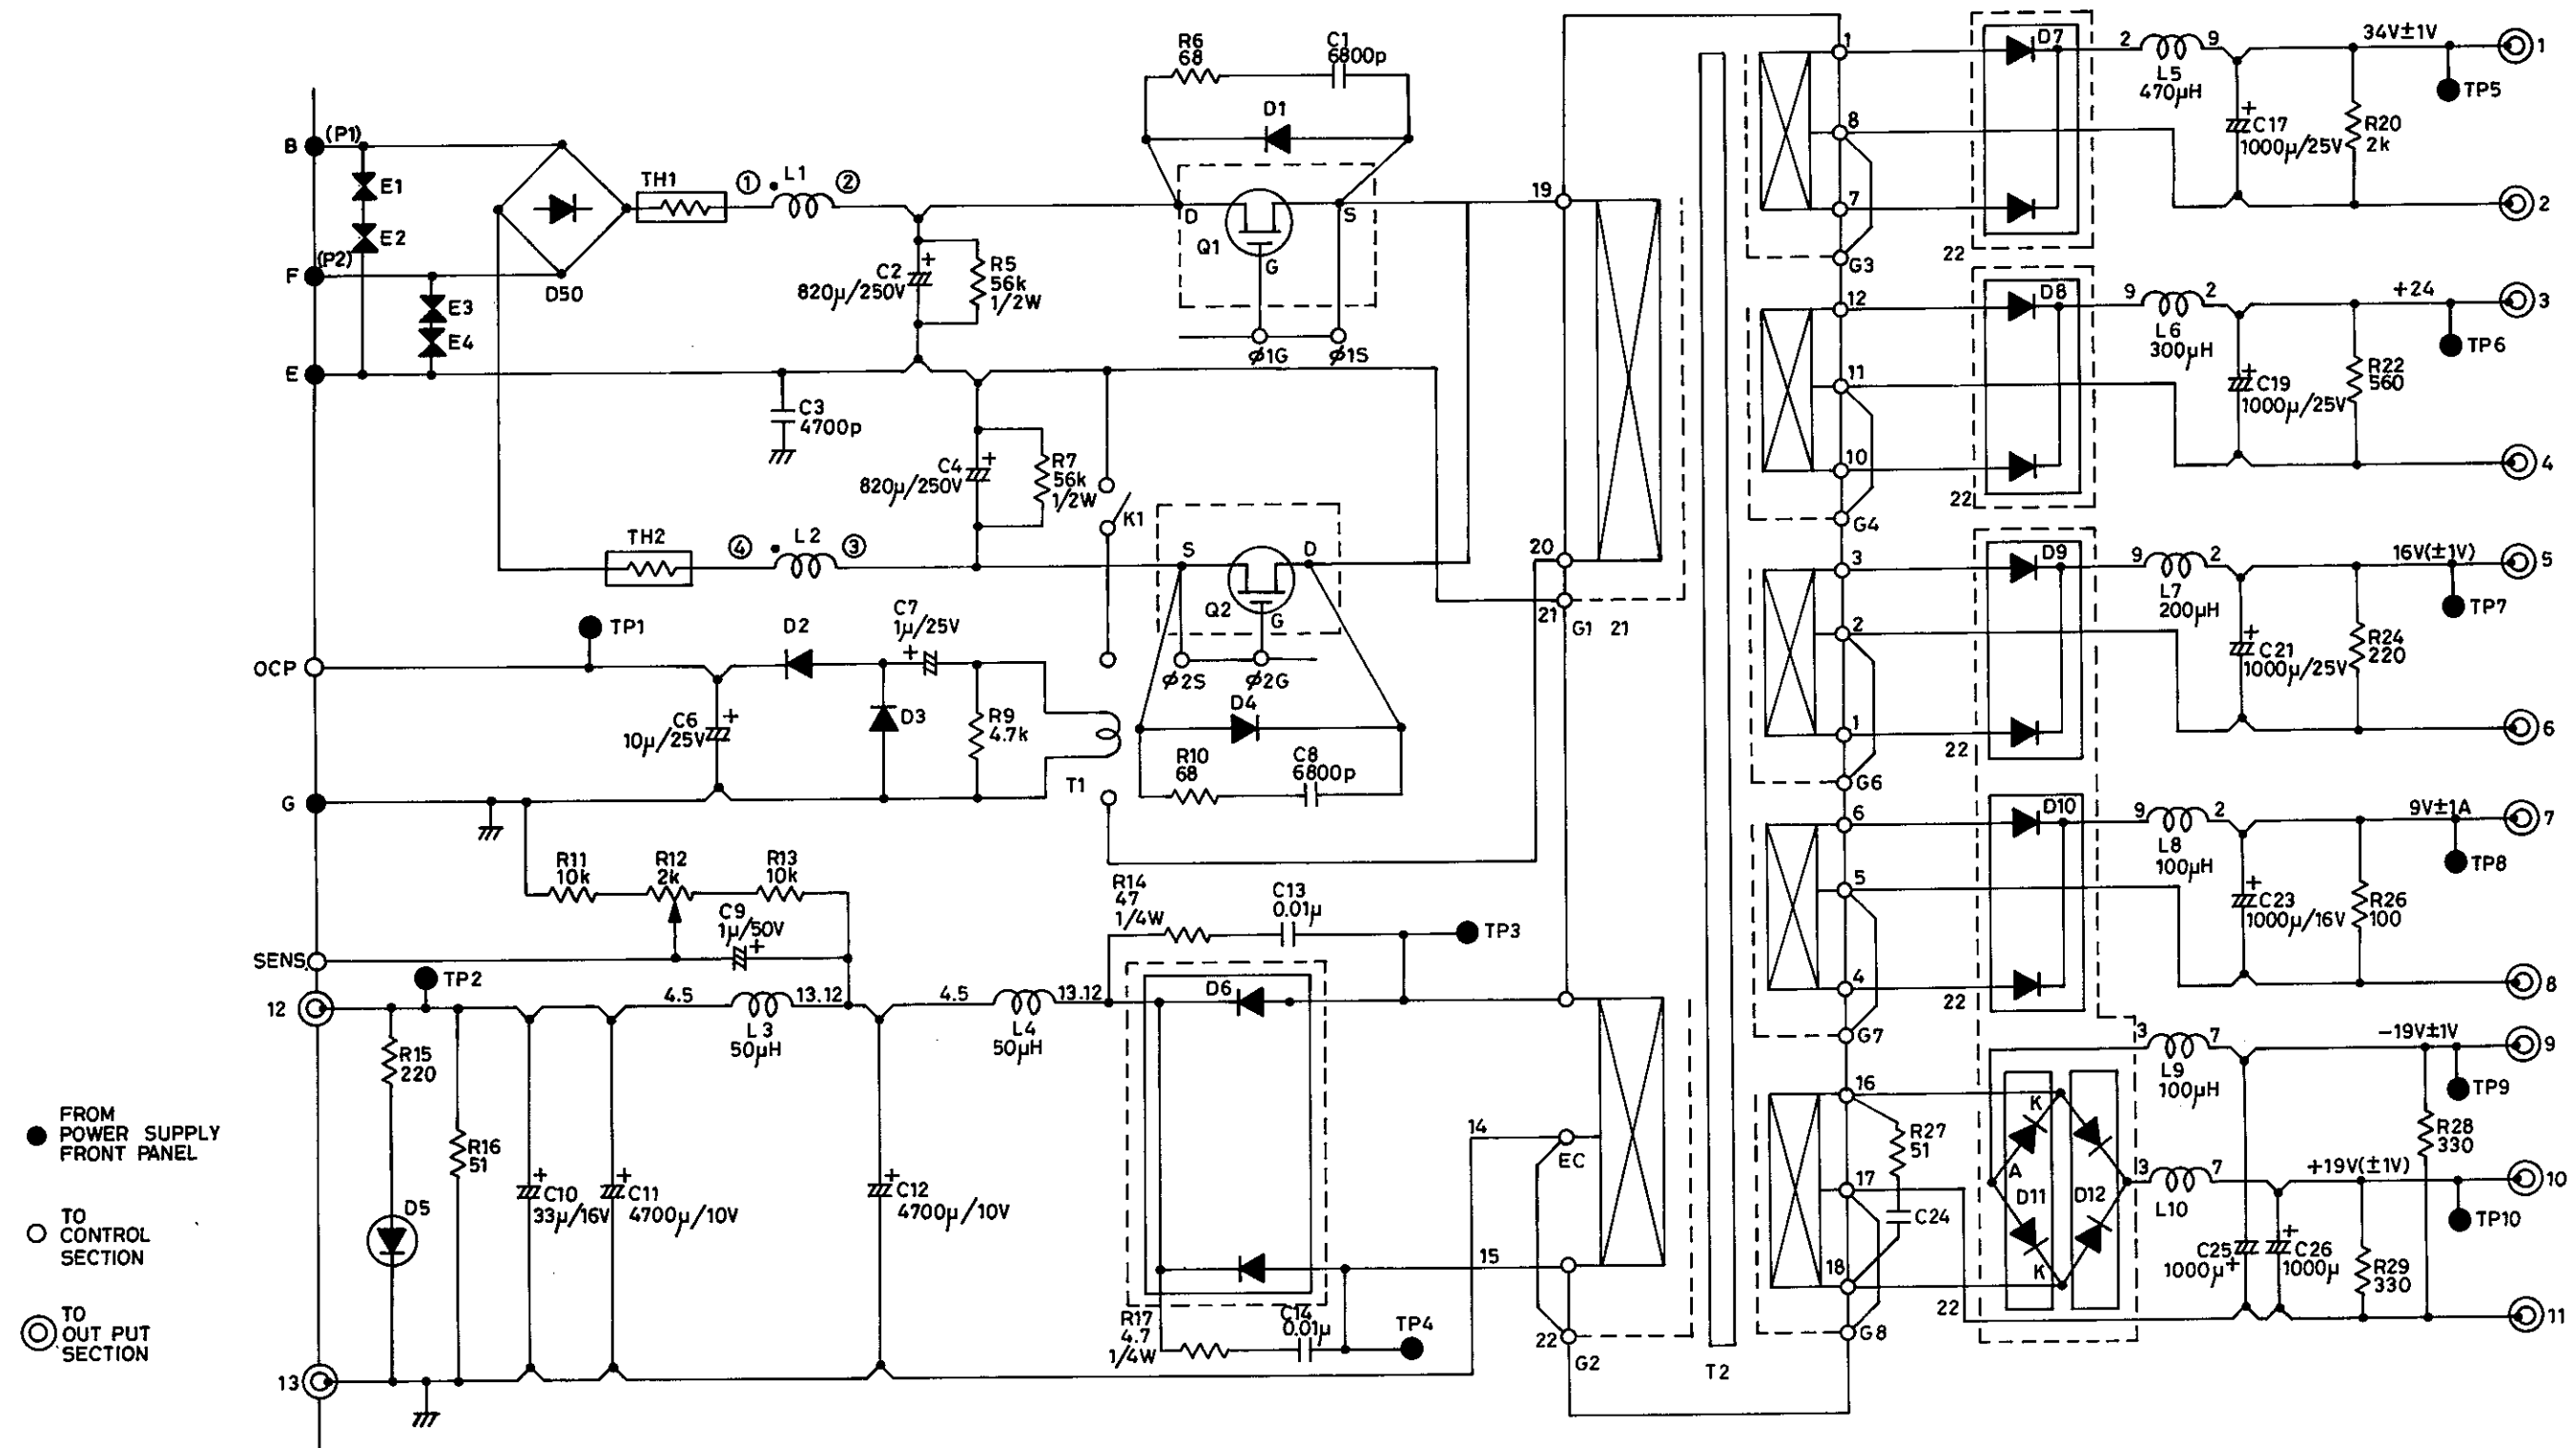 B (P1)
E1
E2
F (P2)
E3
E4
E
D50
TH1
① L1 ②
C2
820µ/250V
+
R5
56k
1/2W
R6
68
C1
6800p
D1
D
S
Q1
G
ø1G
ø1S
C3
4700p
C4
820µ/250V
+
R7
56k
1/2W
K1
TH2
④ L2 ③
S
D
Q2
G
ø2S
ø2G
D4
R10
68
C8
6800p
OCP
TP1
D2
C7
1µ/25V
+
C6
10µ/25V
+
D3
R9
4.7k
T1
G
R11
10k
R12
2k
R13
10k
C9
1µ/50V
+
SENS
TP2
12
4.5
13.12
L3
50µH
4.5
13.12
L4
50µH
R14
47
1/4W
C13
0.01µ
TP3
D6
R15
220
D5
R16
51
+
C10
33µ/16V
+
C11
4700µ/10V
+
C12
4700µ/10V
R17
4.7
1/4W
C14
0.01µ
TP4
13
FROM
POWER SUPPLY
FRONT PANEL
TO
CONTROL
SECTION
TO
OUT PUT
SECTION
19
20
21
G1
21
14
EC
15
22
G2
T2
1
8
7
G3
12
11
10
G4
3
2
1
G6
6
5
4
G7
16
17
18
G8
R27
51
C24
D7
22
2
9
L5
470µH
34V±1V
+
C17
1000µ/25V
R20
2k
TP5
1
2
D8
22
9
2
L6
300µH
+24
+
C19
1000µ/25V
R22
560
TP6
3
4
D9
22
9
2
L7
200µH
16V(±1V)
+
C21
1000µ/25V
R24
220
TP7
5
6
D10
22
9
2
L8
100µH
9V±1A
+
C23
1000µ/16V
R26
100
TP8
7
8
3
7
L9
100µH
-19V±1V
TP9
9
R28
330
K
A
D11
D12
K
22
3
7
L10
+19V(±1V)
TP10
10
C25
1000µ
+
+
C26
1000µ
R29
330
11